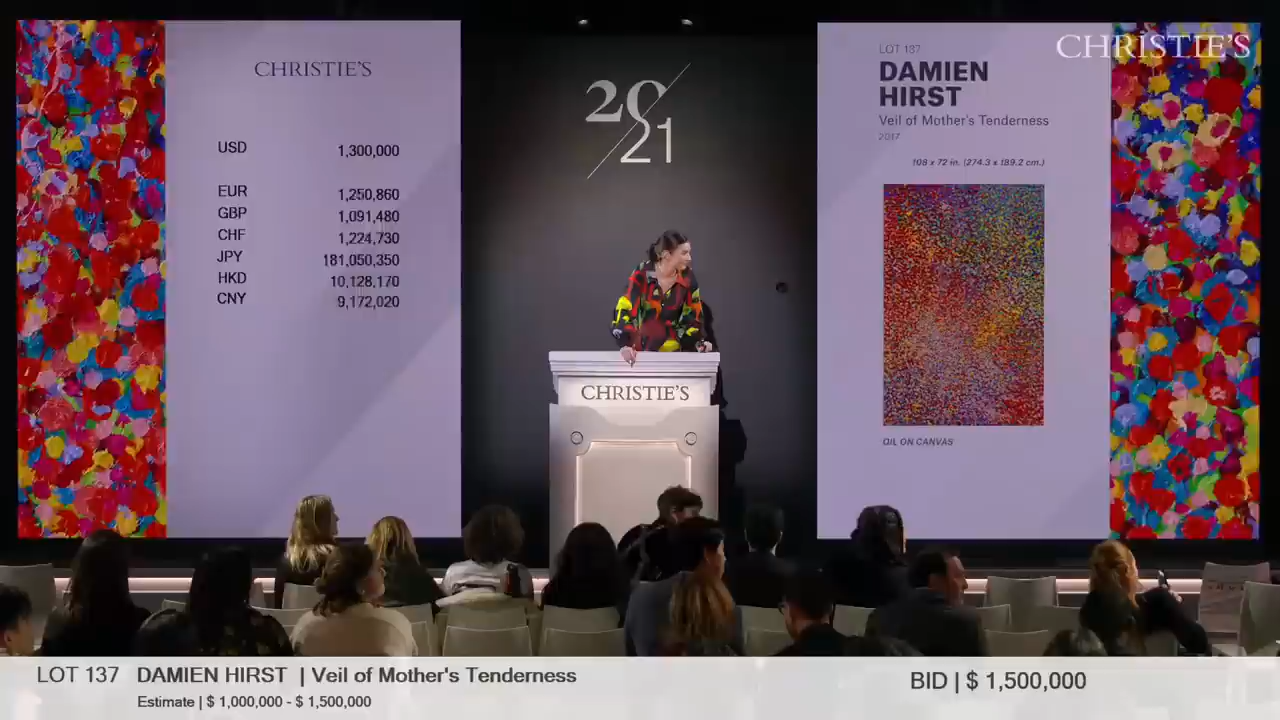 CHRISTIE'S
USD 1,300,000
EUR 1,250,860
GBP 1,091,480
CHF 1,224,730
JPY 181,050,350
HKD 10,128,170
CNY 9,172,020
20/21
CHRISTIE'S
LOT 137
CHRISTIE'S
DAMIEN
HIRST
Veil of Mother's Tenderness
2017
108 x 72 in. (274.3 x 189.2 cm.)
OIL ON CANVAS
LOT 137 DAMIEN HIRST | Veil of Mother's Tenderness
Estimate | $ 1,000,000 - $ 1,500,000
BID | $ 1,500,000